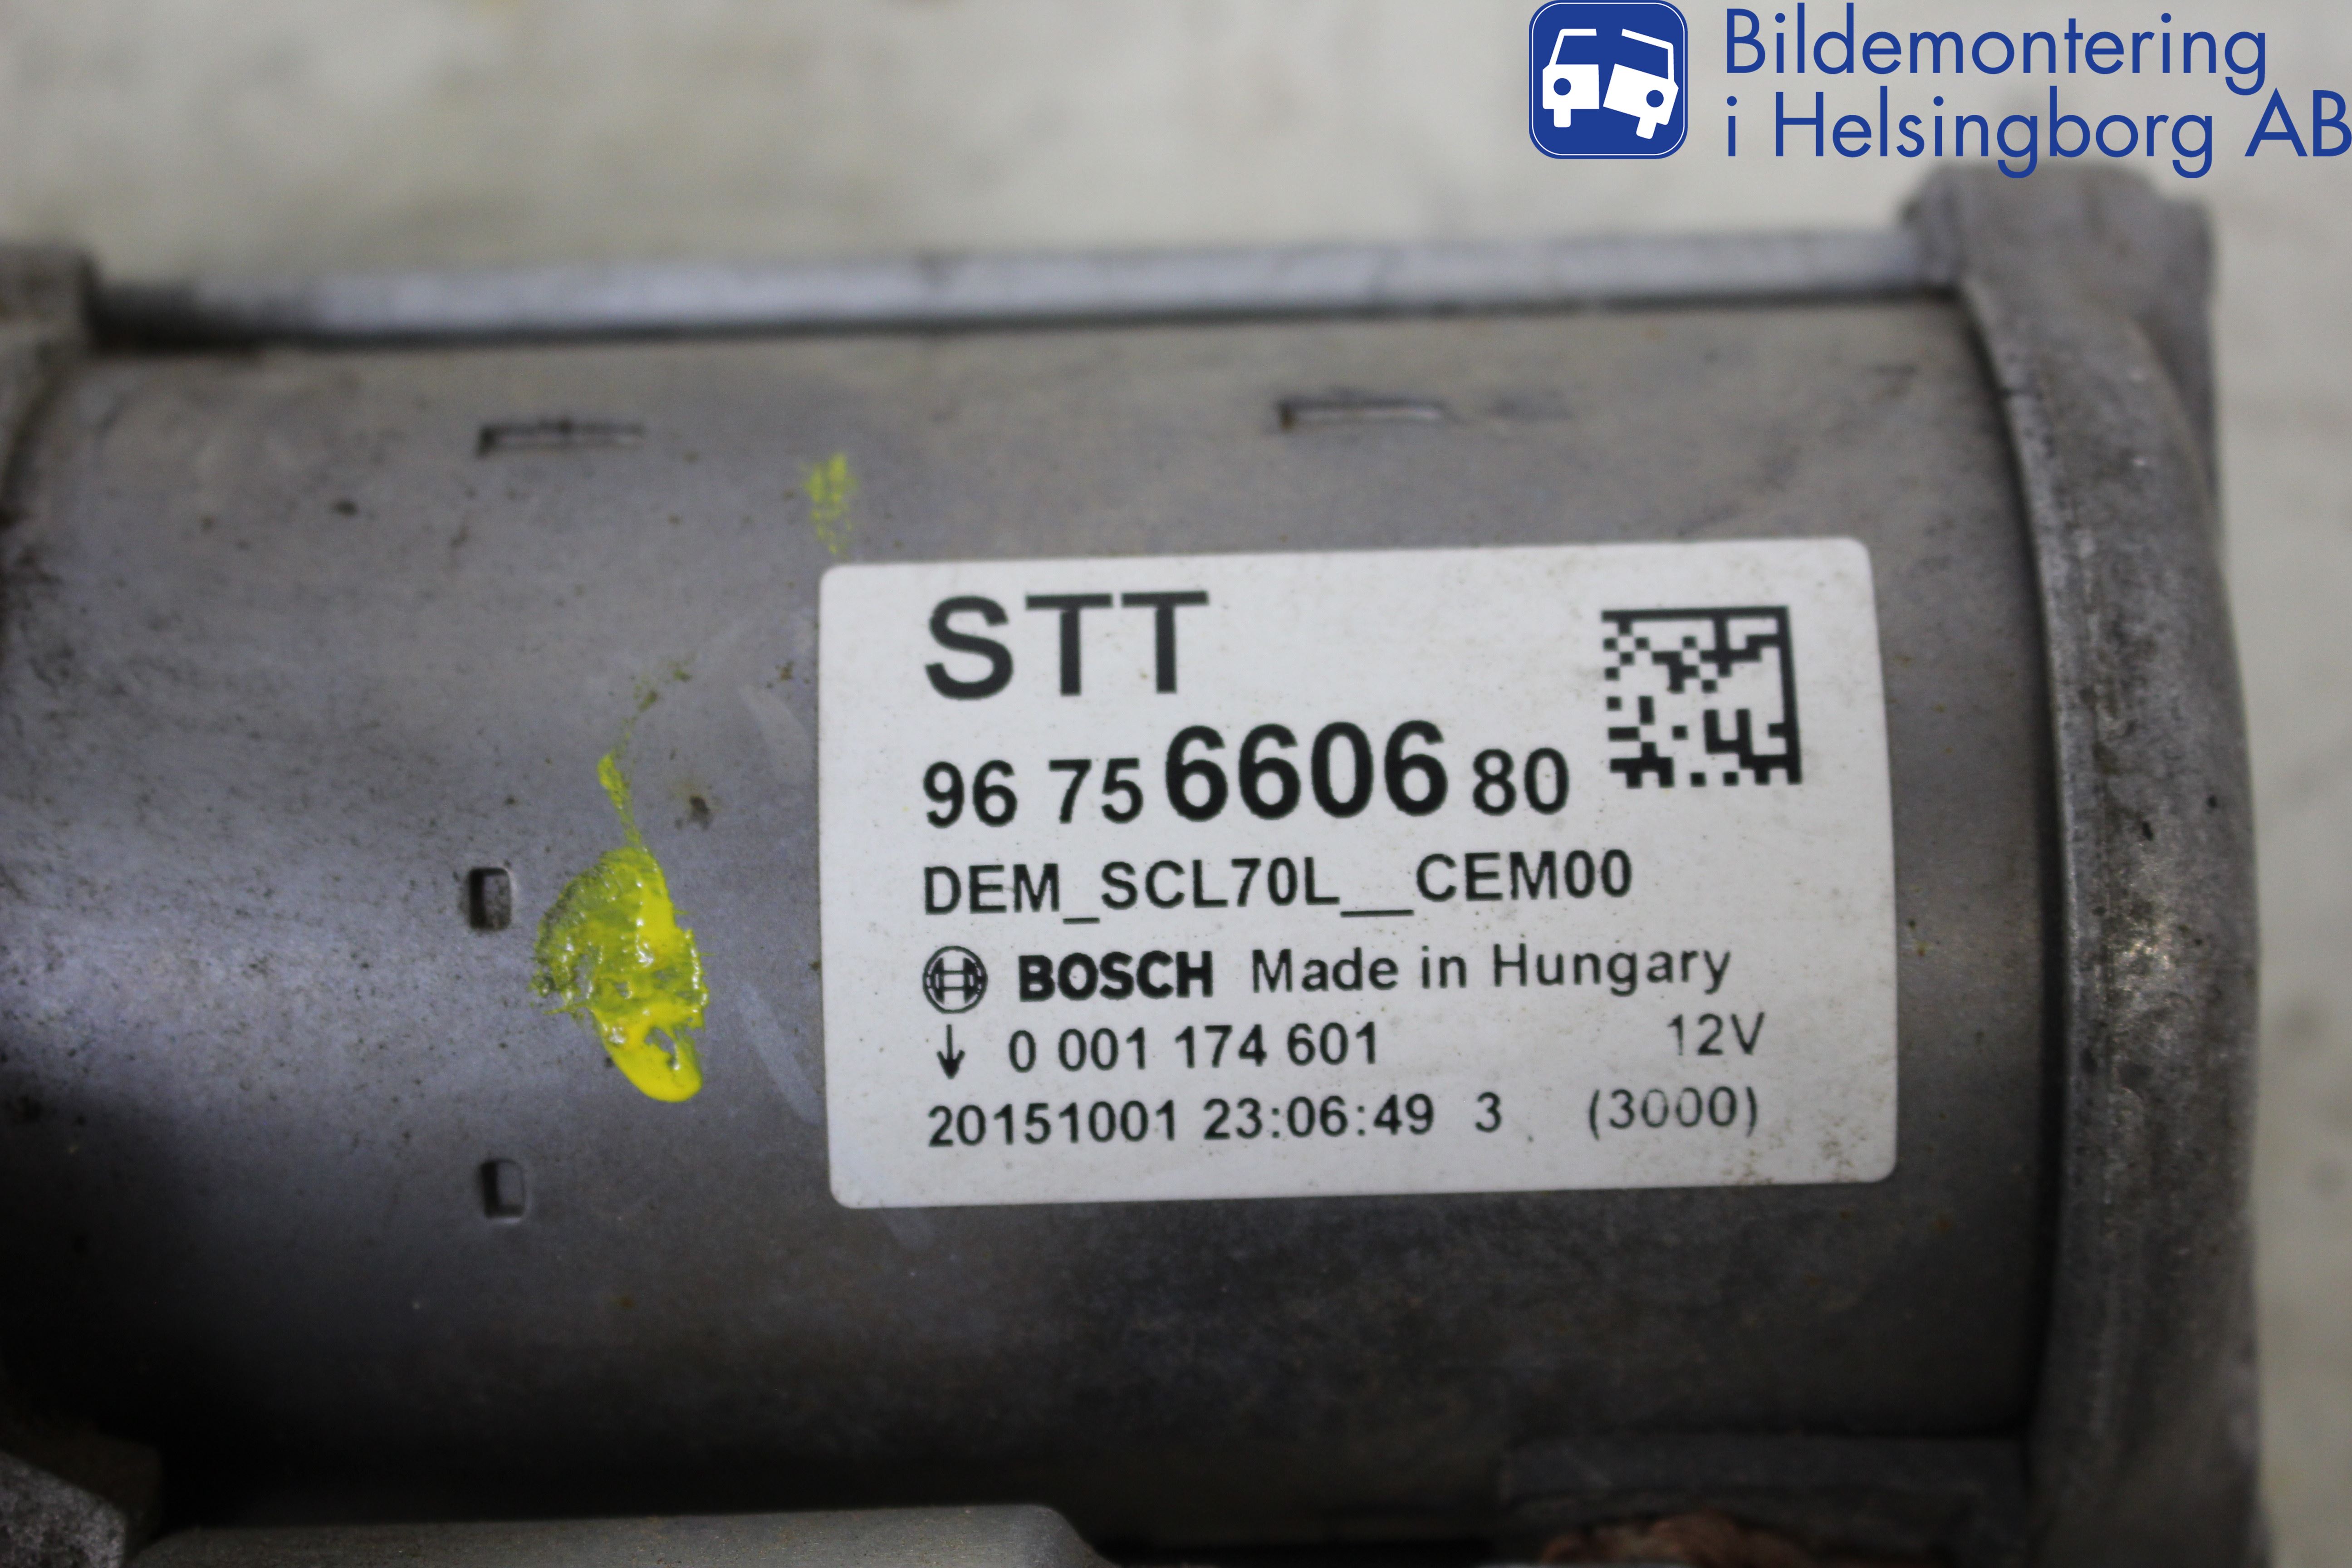 Bildemontering
i Helsingborg AB
STT
96 75 6606 80
DEM_SCL70L__CEM00
BOSCH Made in Hungary
↓ 0 001 174 601 12V
20151001 23:06:49 3 (3000)